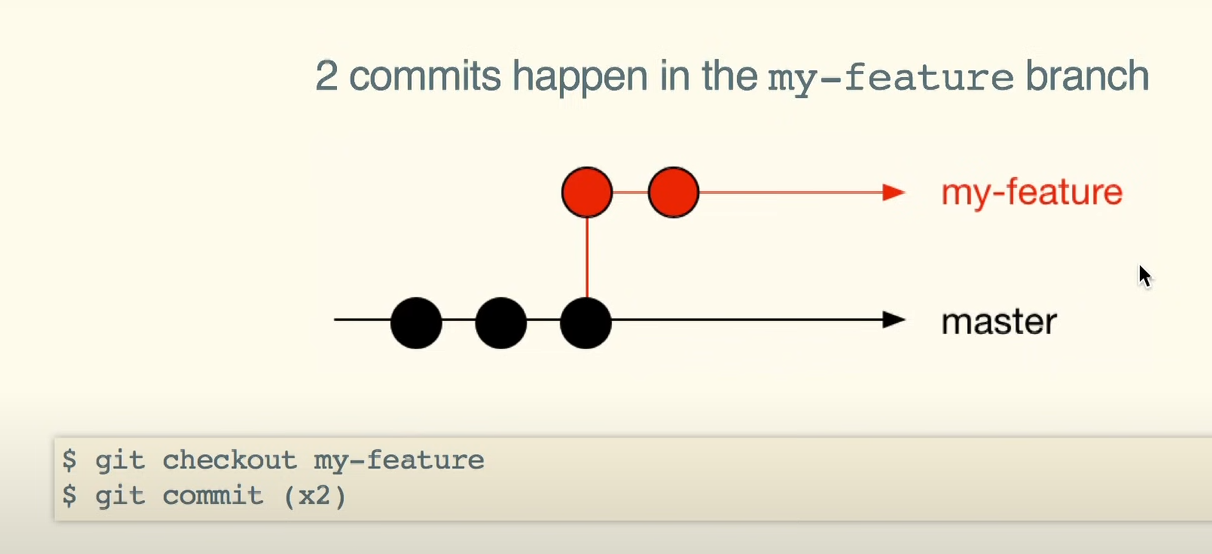 2 commits happen in the my-feature branch
my-feature
master
$ git checkout my-feature
$ git commit (x2)